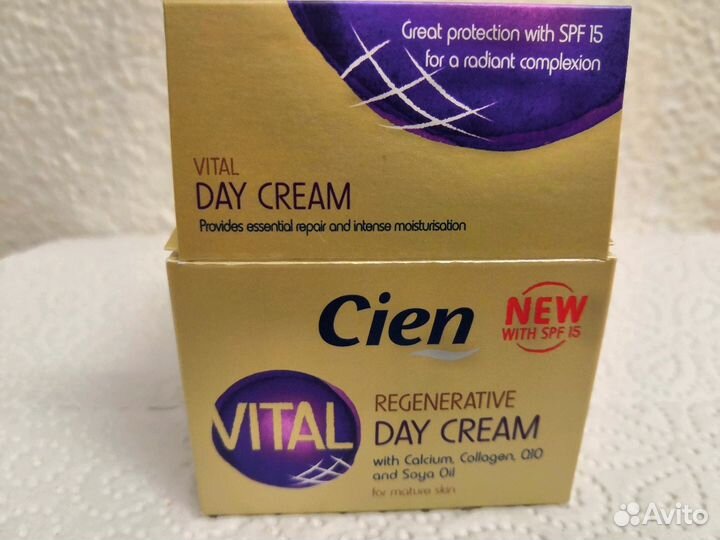 Great protection with SPF 15
for a radiant complexion
VITAL
DAY CREAM
Provides essential repair and intense moisturisation
Cien
NEW
WITH SPF 15
VITAL
REGENERATIVE
DAY CREAM
with Calcium, Collagen, Q10
and Soya Oil
for mature skin
Avito